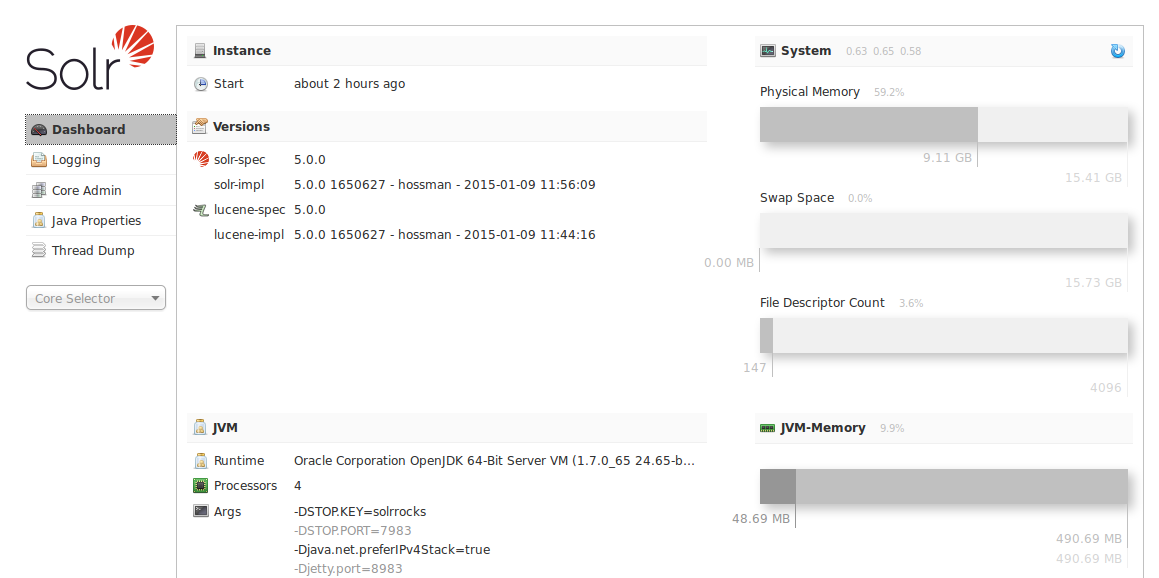 Solr
Dashboard
Logging
Core Admin
Java Properties
Thread Dump
Core Selector
Instance
Start about 2 hours ago
Versions
solr-spec 5.0.0
solr-impl 5.0.0 1650627 - hossman - 2015-01-09 11:56:09
lucene-spec 5.0.0
lucene-impl 5.0.0 1650627 - hossman - 2015-01-09 11:44:16
JVM
Runtime Oracle Corporation OpenJDK 64-Bit Server VM (1.7.0_65 24.65-b...
Processors 4
Args -DSTOP.KEY=solrrocks
-DSTOP.PORT=7983
-Djava.net.preferIPv4Stack=true
-Djetty.port=8983
System 0.63 0.65 0.58
Physical Memory 59.2%
9.11 GB
15.41 GB
Swap Space 0.0%
0.00 MB
15.73 GB
File Descriptor Count 3.6%
147
4096
JVM-Memory 9.9%
48.69 MB
490.69 MB
490.69 MB